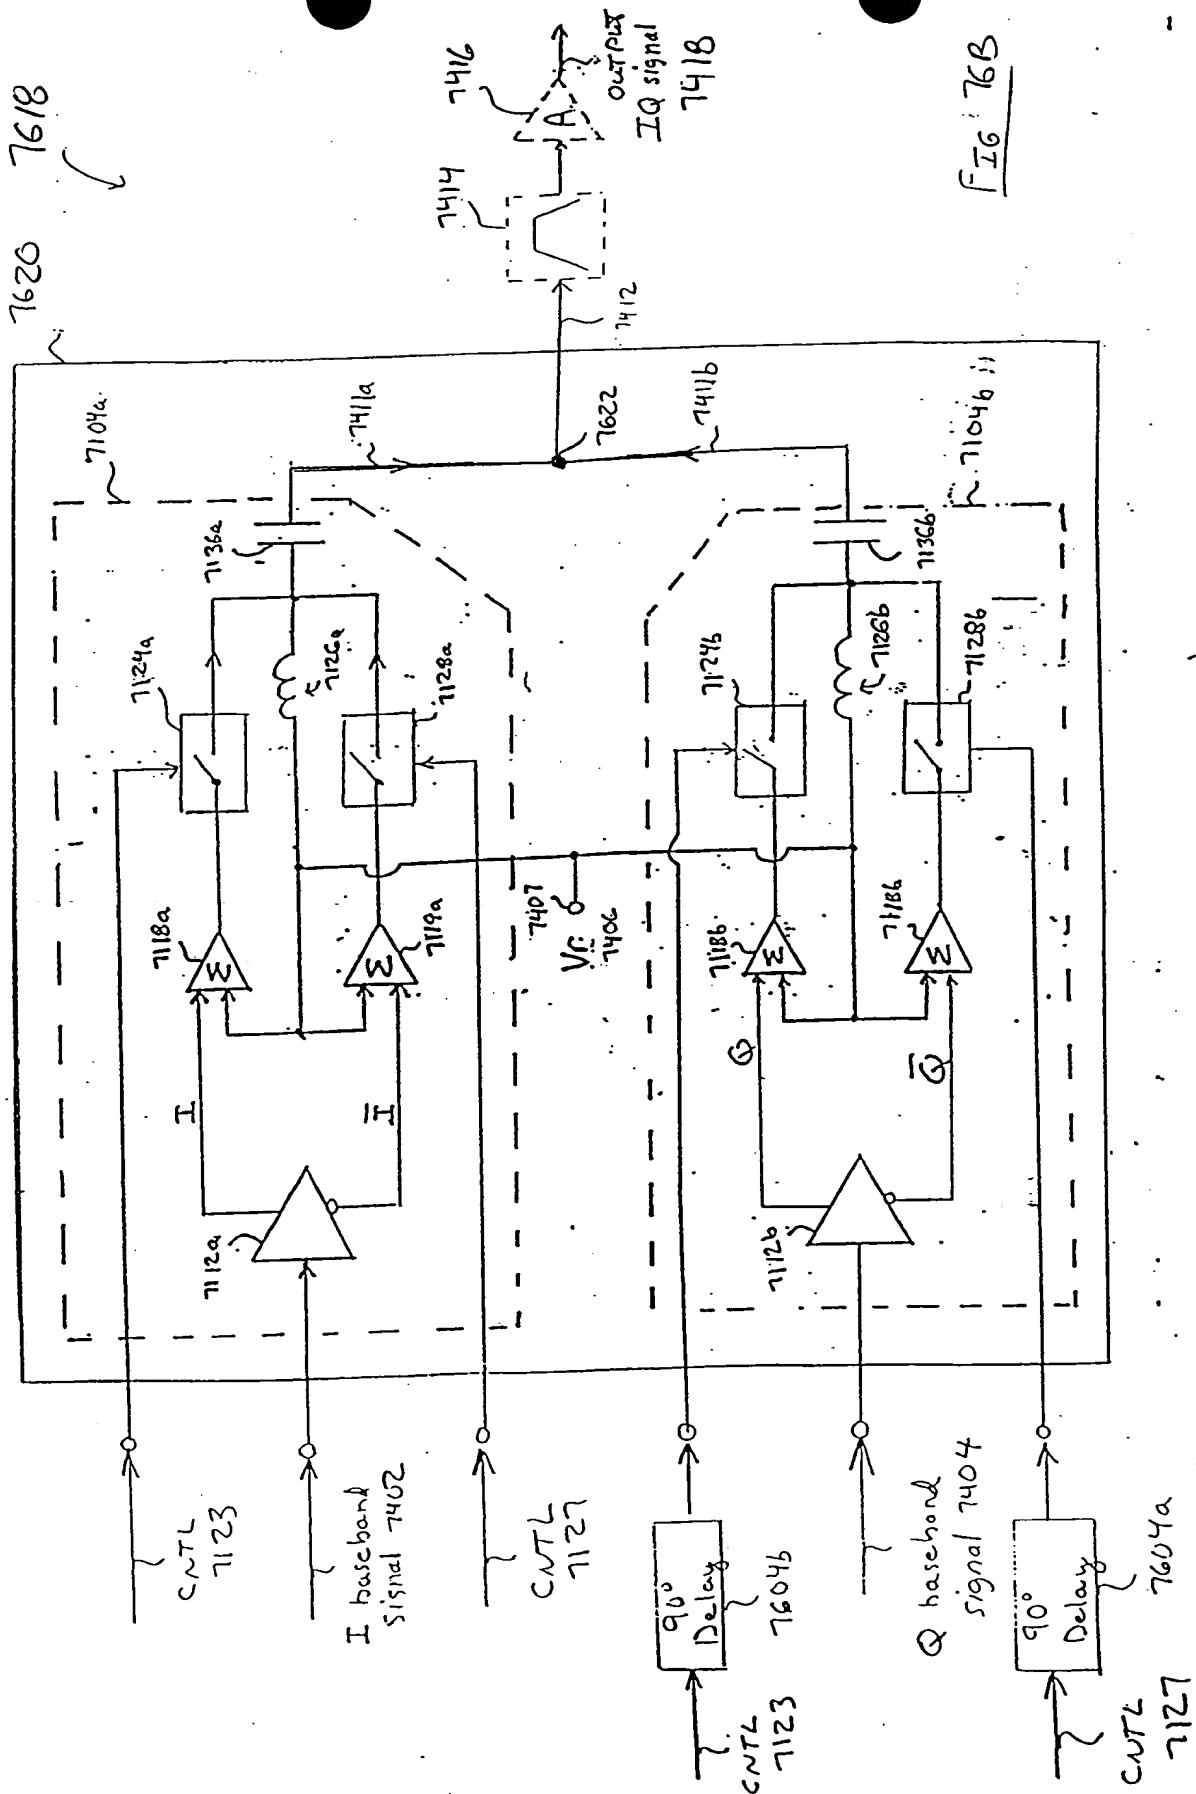 7620
7618
7104a
7124a
7136a
7411a
7118a
7126a
7128a
7119a
I
I̅
7112a
CNTL
7123
I baseband
signal 7402
CNTL
7127
7407
Vr
7406
7622
7412
7414
7416
A
OUTPUT
IQ signal
7418
7411b
7104b
7136b
7124b
7126b
7128b
7118b
7118b
Σ
Σ
Σ
Σ
Q
Q̅
7112b
90°
Delay
7604b
CNTL
7123
Q baseband
signal 7404
90°
Delay
7604a
CNTL
7127
FIG 76B